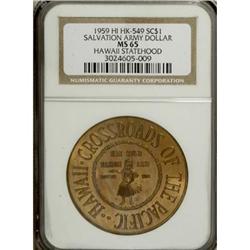 1959 HI HK-549 SC$1
SALVATION ARMY DOLLAR
MS 65
HAWAII STATEHOOD
3024605-009
NUMISMATIC GUARANTY CORPORATION
HAWAII - CROSSROADS OF
THE PACIFIC